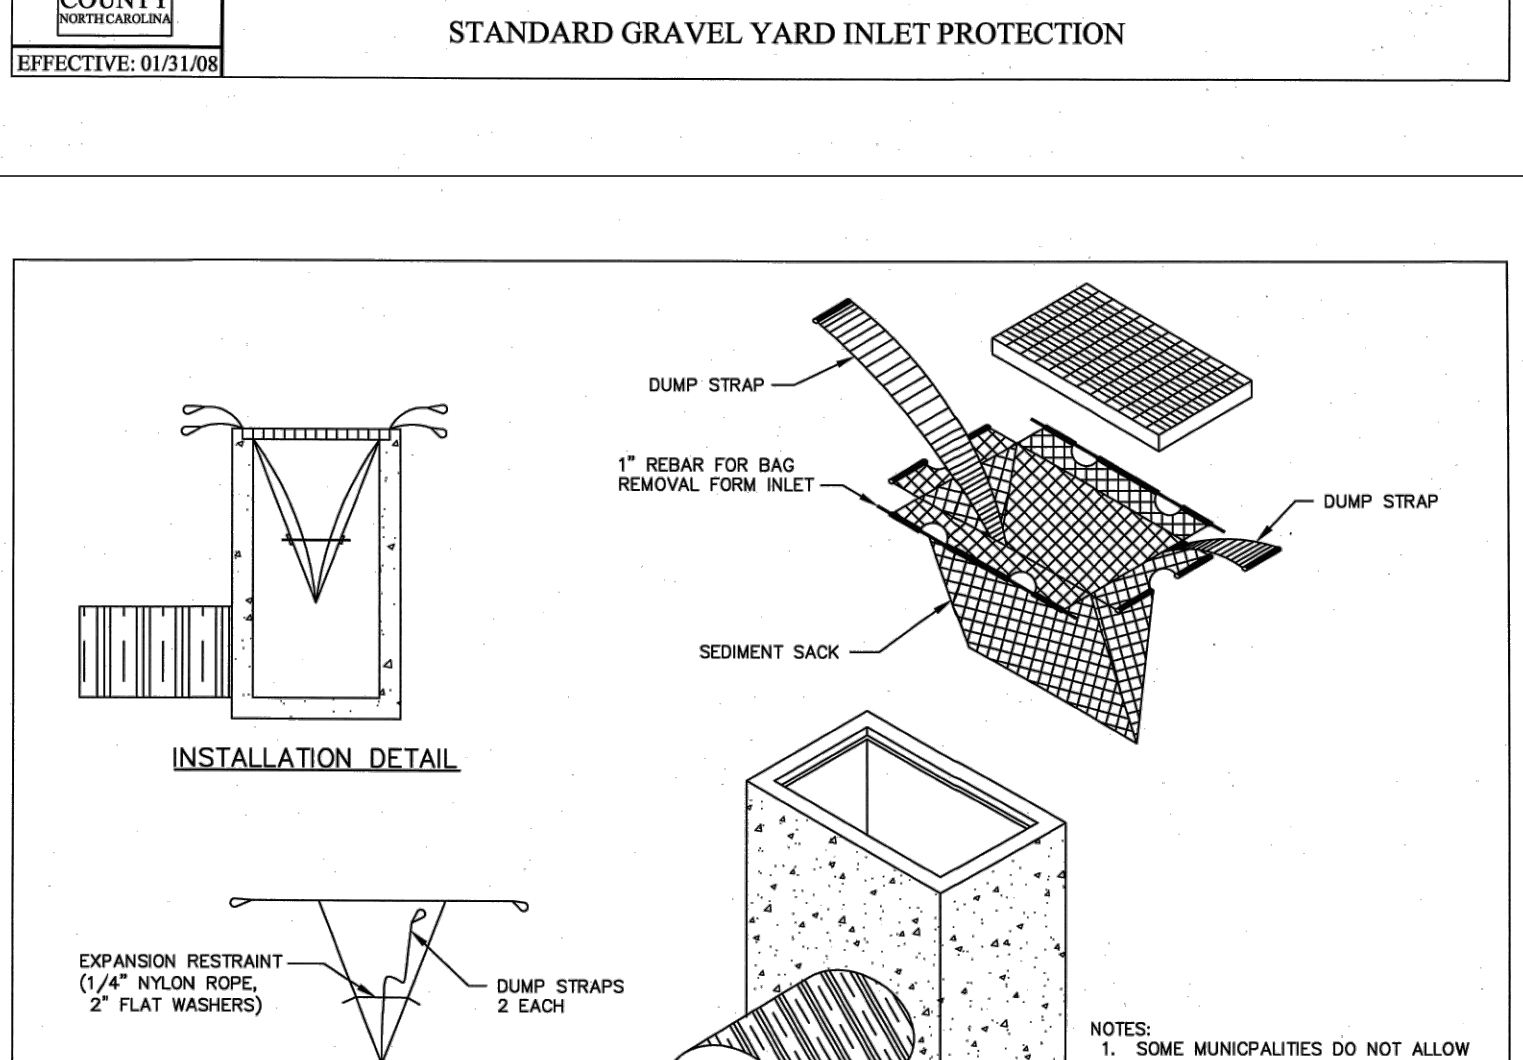 COUNTY
NORTH CAROLINA
EFFECTIVE: 01/31/08
STANDARD GRAVEL YARD INLET PROTECTION
DUMP STRAP
1" REBAR FOR BAG
REMOVAL FORM INLET
DUMP STRAP
SEDIMENT SACK
INSTALLATION DETAIL
EXPANSION RESTRAINT
(1/4" NYLON ROPE,
2" FLAT WASHERS)
DUMP STRAPS
2 EACH
NOTES:
1. SOME MUNICPALITIES DO NOT ALLOW